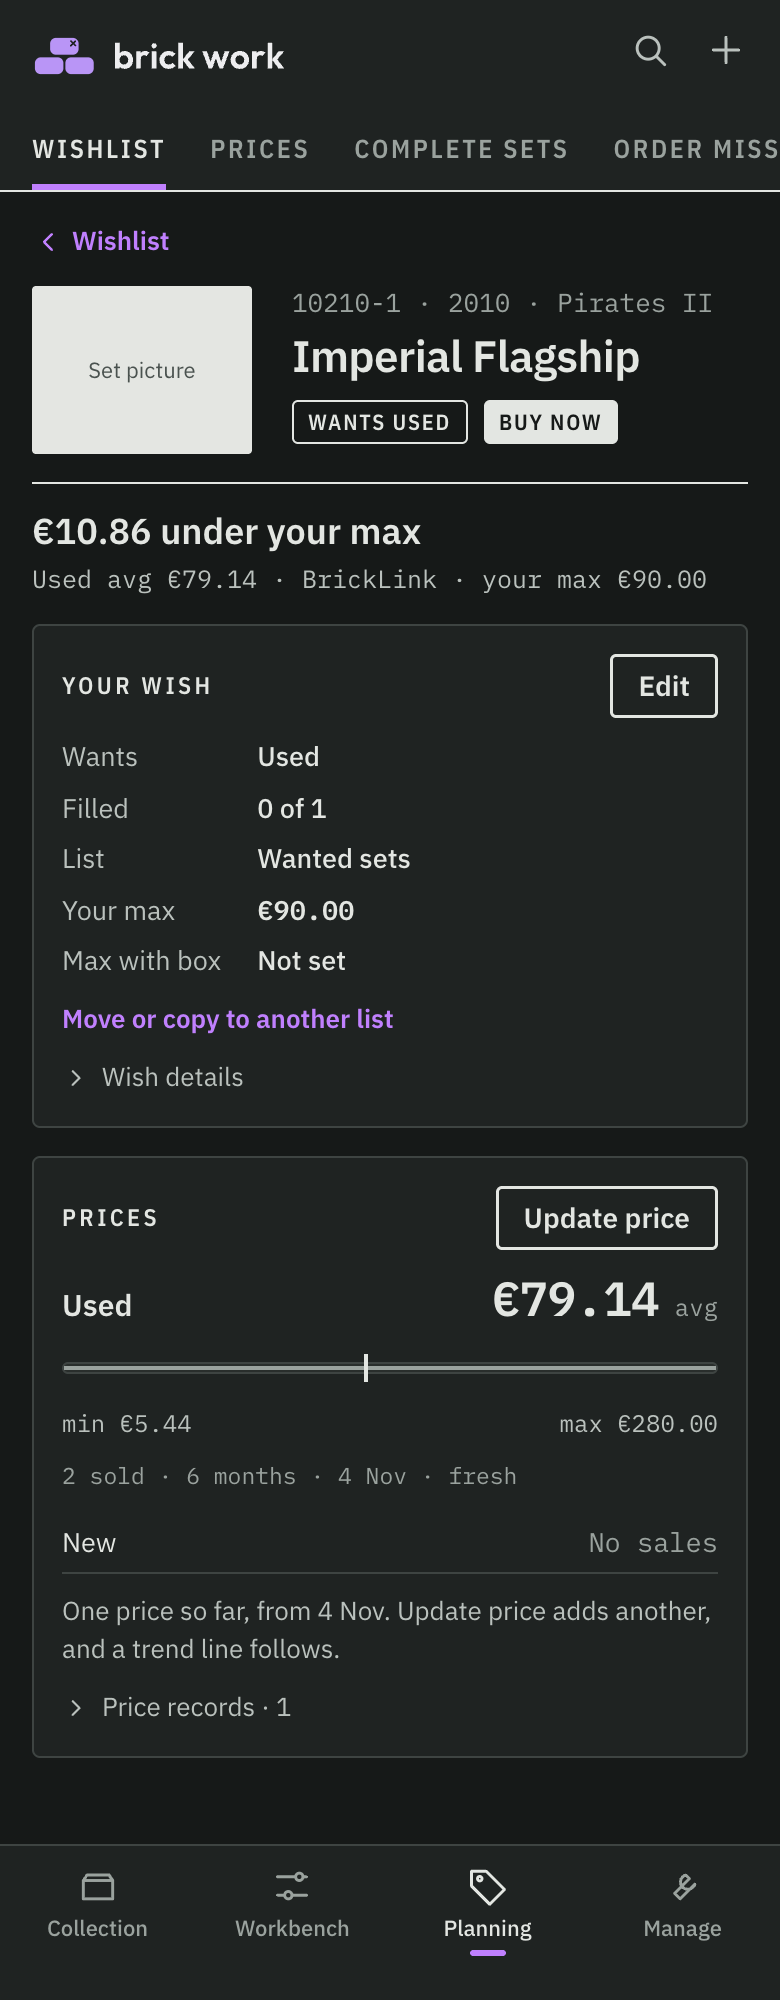 brick work
WISHLIST PRICES COMPLETE SETS ORDER MISS
Wishlist
Set picture
10210-1 · 2010 · Pirates II
Imperial Flagship
WANTS USED BUY NOW
€10.86 under your max
Used avg €79.14 · BrickLink · your max €90.00
YOUR WISH Edit
Wants Used
Filled 0 of 1
List Wanted sets
Your max €90.00
Max with box Not set
Move or copy to another list
Wish details
PRICES Update price
Used €79.14 avg
min €5.44 max €280.00
2 sold · 6 months · 4 Nov · fresh
New No sales
One price so far, from 4 Nov. Update price adds another,
and a trend line follows.
Price records · 1
Collection Workbench Planning Manage